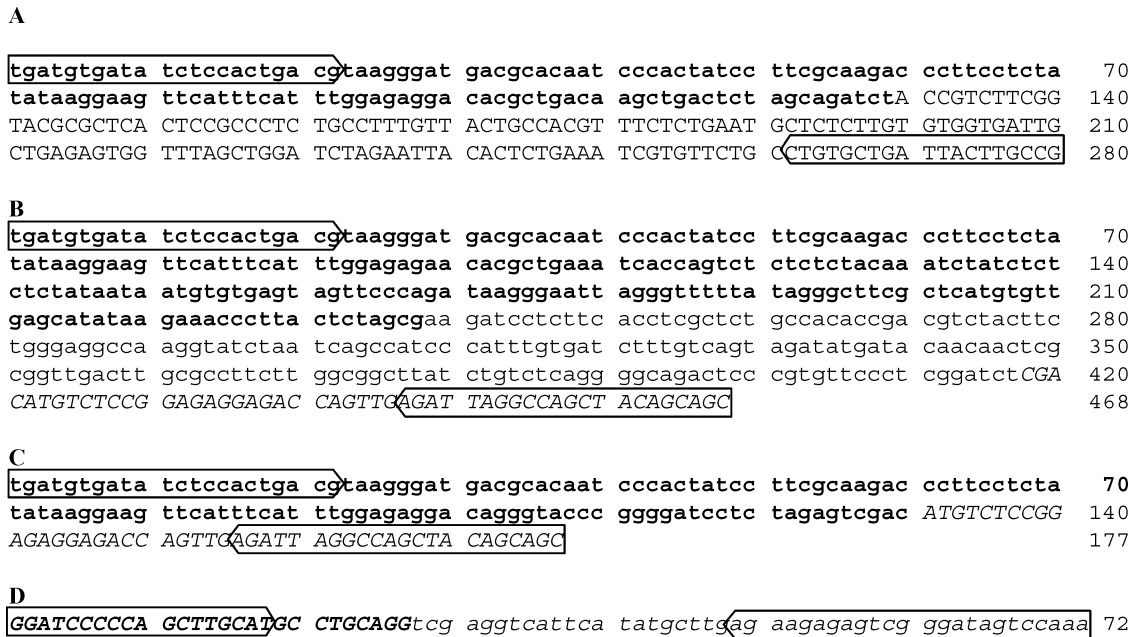 A
tgatgtgata tctccactga cgtaagggat gacgcacaat cccactatcc ttcgcaagac ccttcctcta 70
tataaggaag ttcatttcat ttggagagga cacgctgaca agctgactct agcagatctA CCGTCTTCGG 140
TACGCGCTCA CTCCGCCCTC TGCCTTTGTT ACTGCCACGT TTCTCTGAAT GCTCTCTTGT GTGGTGATTG 210
CTGAGAGTGG TTTAGCTGGA TCTAGAATTA CACTCTGAAA TCGTGTTCTG CCTGTGCTGA TTACTTGCCG 280
B
tgatgtgata tctccactga cgtaagggat gacgcacaat cccactatcc ttcgcaagac ccttcctcta 70
tataaggaag ttcatttcat ttggagagaa cacgctgaaa tcaccagtct ctctctacaa atctatctct 140
ctctataata atgtgtgagt agttcccaga taagggaatt agggttttta tagggcttcg ctcatgtgtt 210
gagcatataa gaaaccctta ctctagcgaa gatcctcttc acctcgctct gccacaccga cgtctacttc 280
tgggaggcca aggtatctaa tcagccatcc catttgtgat ctttgtcagt agatatgata caacaactcg 350
cggttgactt gcgccttctt ggcggcttat ctgtctcagg ggcagactcc cgtgttccct cggatctCGA 420
CATGTCTCCG GAGAGGAGAC CAGTTGAGAT TAGGCCAGCT ACAGCAGC 468
C
tgatgtgata tctccactga cgtaagggat gacgcacaat cccactatcc ttcgcaagac ccttcctcta 70
tataaggaag ttcatttcat ttggagagga cagggtaccc ggggatcctc tagagtcgac ATGTCTCCGG 140
AGAGGAGACC AGTTGAGATT AGGCCAGCTA CAGCAGC 177
D
GGATCCCCCA GCTTGCATGC CTGCAGGtcg aggtcattca tatgcttgag aagagagtcg ggatagtccaaa 72